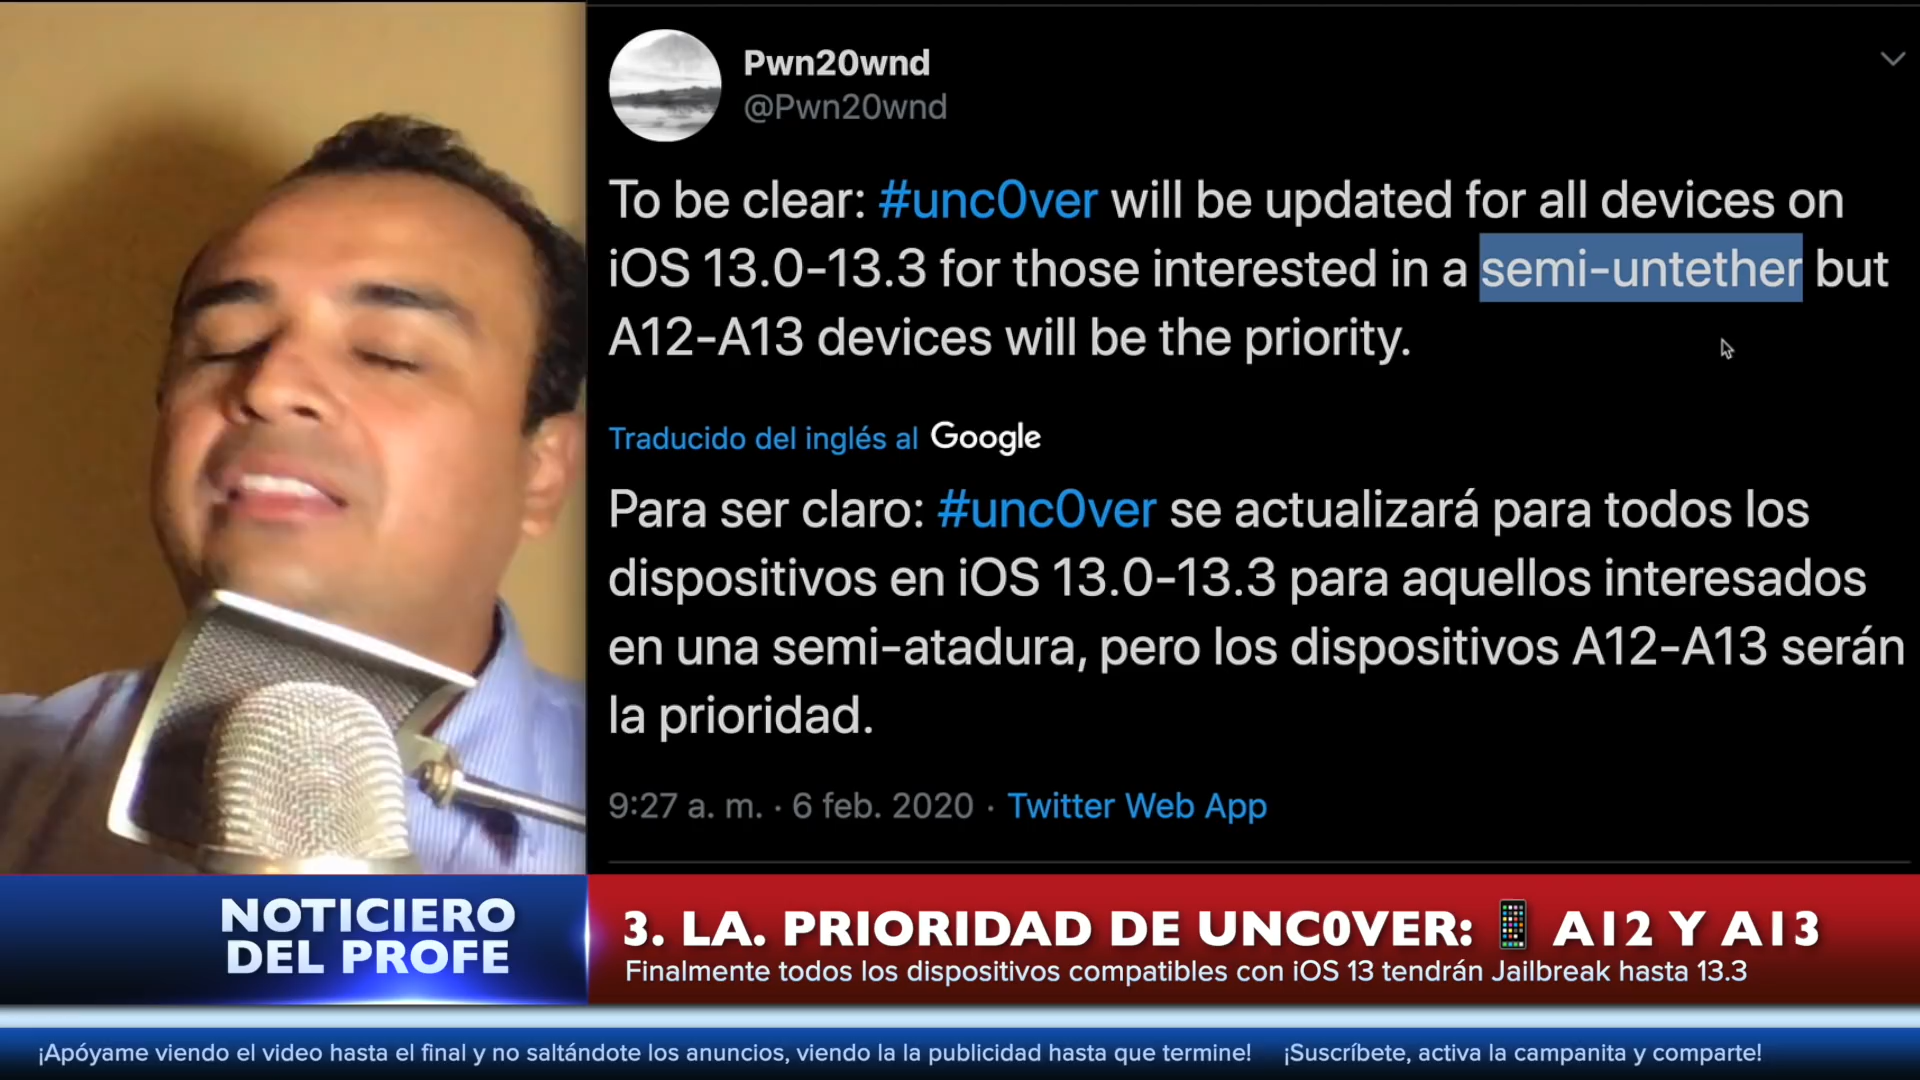 Pwn20wnd
@Pwn20wnd
To be clear: #unc0ver will be updated for all devices on
iOS 13.0-13.3 for those interested in a semi-untether but
A12-A13 devices will be the priority.
Traducido del inglés al Google
Para ser claro: #unc0ver se actualizará para todos los
dispositivos en iOS 13.0-13.3 para aquellos interesados
en una semi-atadura, pero los dispositivos A12-A13 serán
la prioridad.
9:27 a. m. · 6 feb. 2020 · Twitter Web App
NOTICIERO
DEL PROFE
3. LA. PRIORIDAD DE UNC0VER: 📱 A12 Y A13
Finalmente todos los dispositivos compatibles con iOS 13 tendrán Jailbreak hasta 13.3
¡Apóyame viendo el video hasta el final y no saltándote los anuncios, viendo la la publicidad hasta que termine! ¡Suscríbete, activa la campanita y comparte!